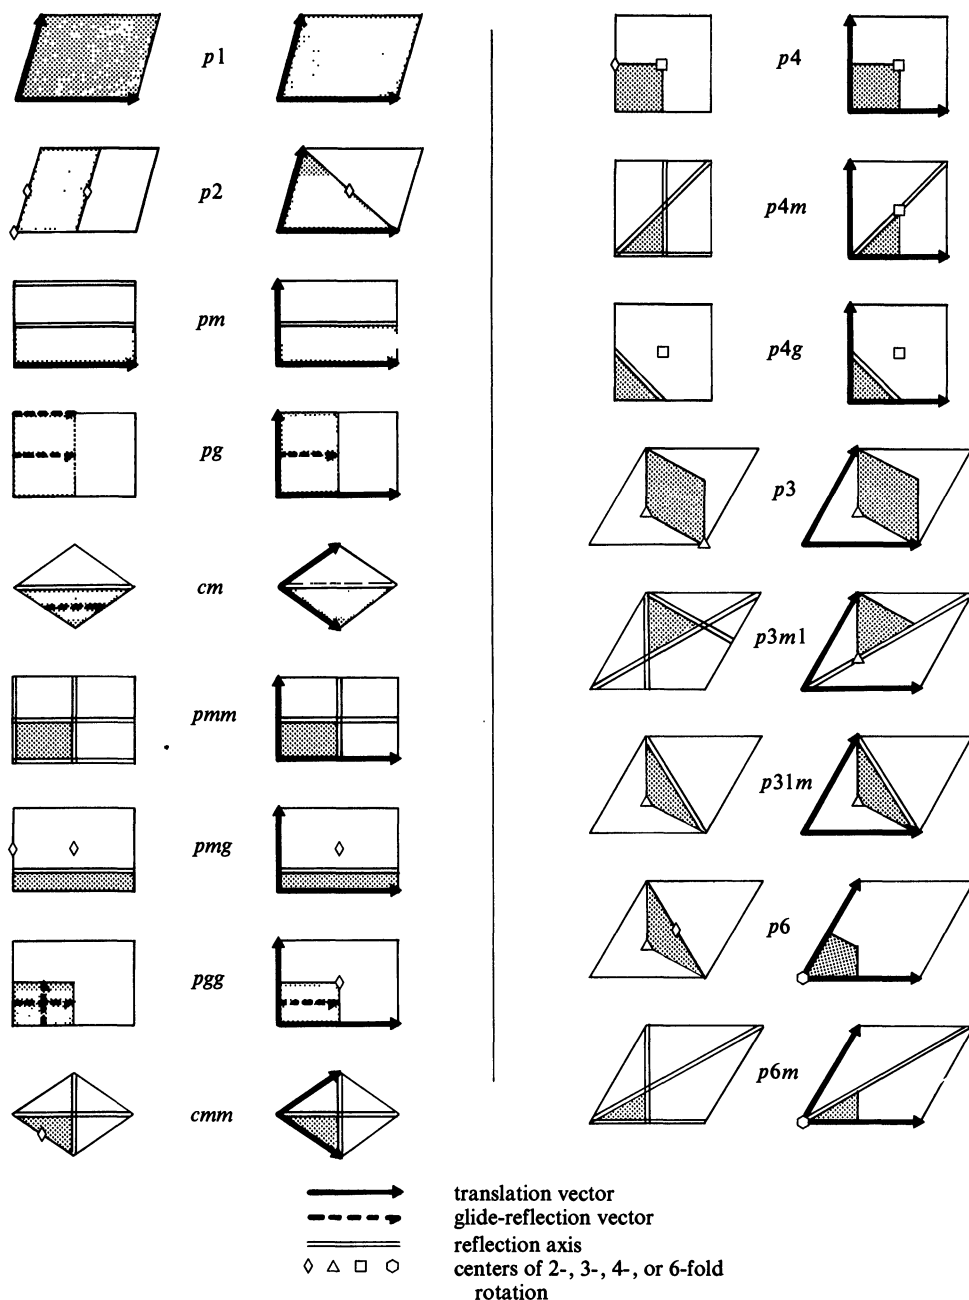 p1
p2
pm
pg
cm
pmm
pmg
pgg
cmm
p4
p4m
p4g
p3
p3m1
p31m
p6
p6m
translation vector
glide-reflection vector
reflection axis
centers of 2-, 3-, 4-, or 6-fold
rotation